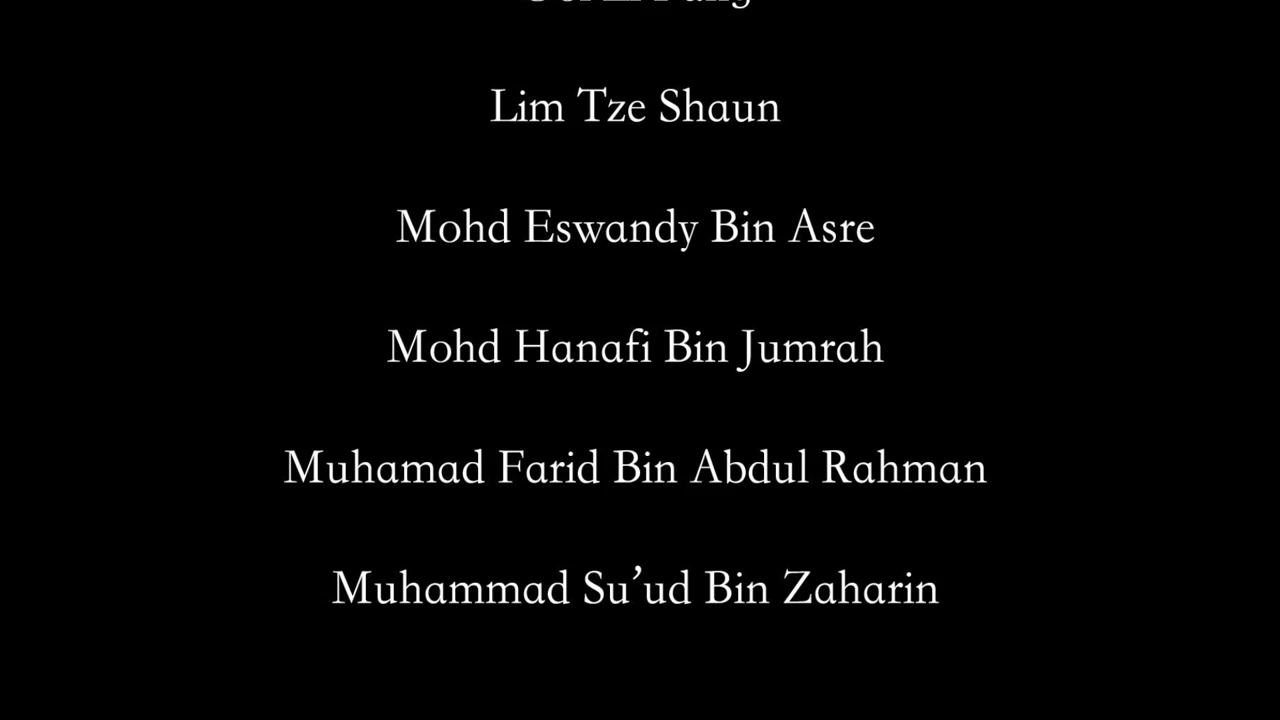 Lim Tze Shaun
Mohd Eswandy Bin Asre
Mohd Hanafi Bin Jumrah
Muhamad Farid Bin Abdul Rahman
Muhammad Su’ud Bin Zaharin